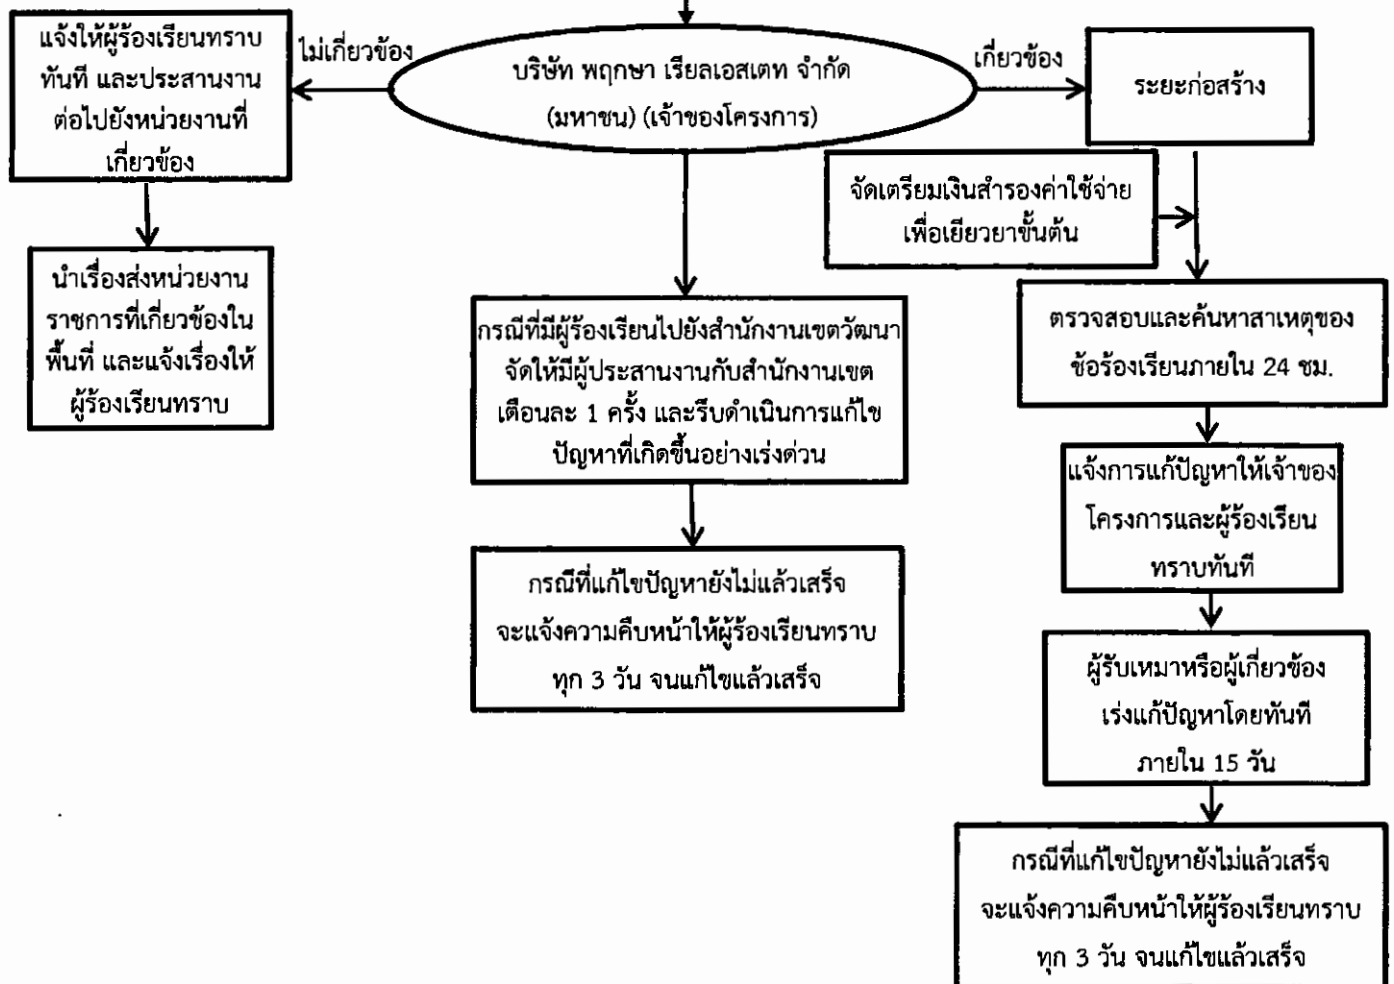 แจ้งให้ผู้ร้องเรียนทราบ
ทันที และประสานงาน
ต่อไปยังหน่วยงานที่
เกี่ยวข้อง
ไม่เกี่ยวข้อง
บริษัท พฤกษา เรียลเอสเตท จำกัด
(มหาชน) (เจ้าของโครงการ)
เกี่ยวข้อง
ระยะก่อสร้าง
จัดเตรียมเงินสำรองค่าใช้จ่าย
เพื่อเยียวยาขั้นต้น
นำเรื่องส่งหน่วยงาน
ราชการที่เกี่ยวข้องใน
พื้นที่ และแจ้งเรื่องให้
ผู้ร้องเรียนทราบ
กรณีที่มีผู้ร้องเรียนไปยังสำนักงานเขตวัฒนา
จัดให้มีผู้ประสานงานกับสำนักงานเขต
เดือนละ 1 ครั้ง และรีบดำเนินการแก้ไข
ปัญหาที่เกิดขึ้นอย่างเร่งด่วน
กรณีที่แก้ไขปัญหายังไม่แล้วเสร็จ
จะแจ้งความคืบหน้าให้ผู้ร้องเรียนทราบ
ทุก 3 วัน จนแก้ไขแล้วเสร็จ
ตรวจสอบและค้นหาสาเหตุของ
ข้อร้องเรียนภายใน 24 ชม.
แจ้งการแก้ปัญหาให้เจ้าของ
โครงการและผู้ร้องเรียน
ทราบทันที
ผู้รับเหมาหรือผู้เกี่ยวข้อง
เร่งแก้ปัญหาโดยทันที
ภายใน 15 วัน
กรณีที่แก้ไขปัญหายังไม่แล้วเสร็จ
จะแจ้งความคืบหน้าให้ผู้ร้องเรียนทราบ
ทุก 3 วัน จนแก้ไขแล้วเสร็จ